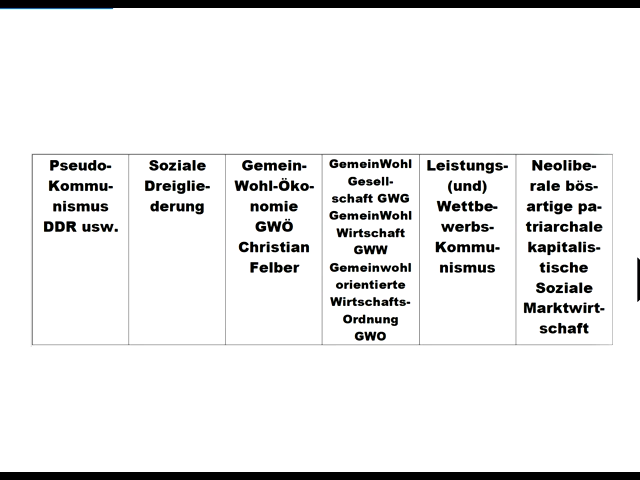 Pseudo-
Kommu-
nismus
DDR usw.
Soziale
Dreiglie-
derung
Gemein-
Wohl-Öko-
nomie
GWÖ
Christian
Felber
GemeinWohl
Gesell-
schaft GWG
GemeinWohl
Wirtschaft
GWW
Gemeinwohl
orientierte
Wirtschafts-
Ordnung
GWO
Leistungs-
(und)
Wettbe-
werbs-
Kommu-
nismus
Neolibe-
rale bös-
artige pa-
triarchale
kapitalis-
tische
Soziale
Marktwirt-
schaft